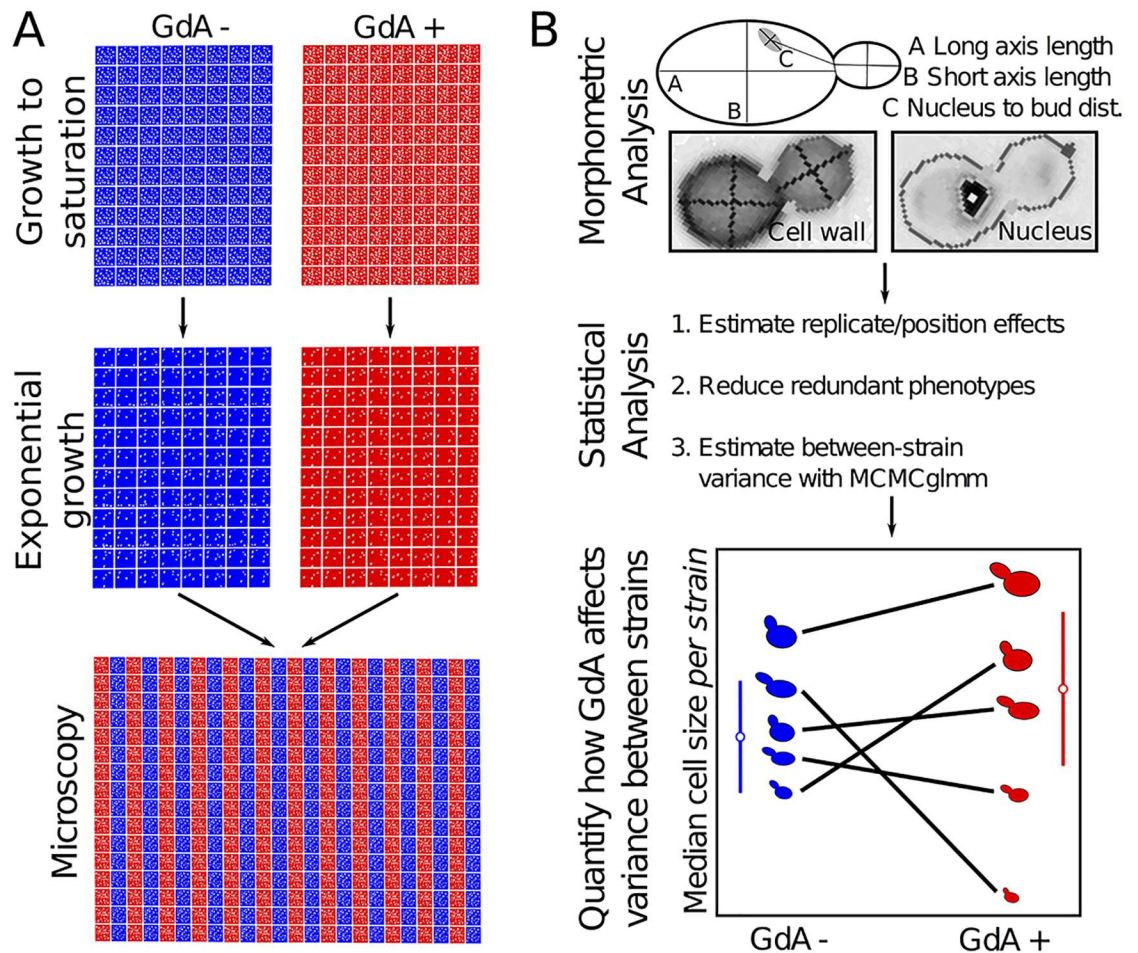 A
GdA -
GdA +
Growth to
saturation
Exponential
growth
Microscopy
B
Morphometric
Analysis
A
B
C
A Long axis length
B Short axis length
C Nucleus to bud dist.
Cell wall
Nucleus
Statistical
Analysis
1. Estimate replicate/position effects
2. Reduce redundant phenotypes
3. Estimate between-strain
variance with MCMCglmm
Quantify how GdA affects
variance between strains
Median cell size per strain
GdA -
GdA +